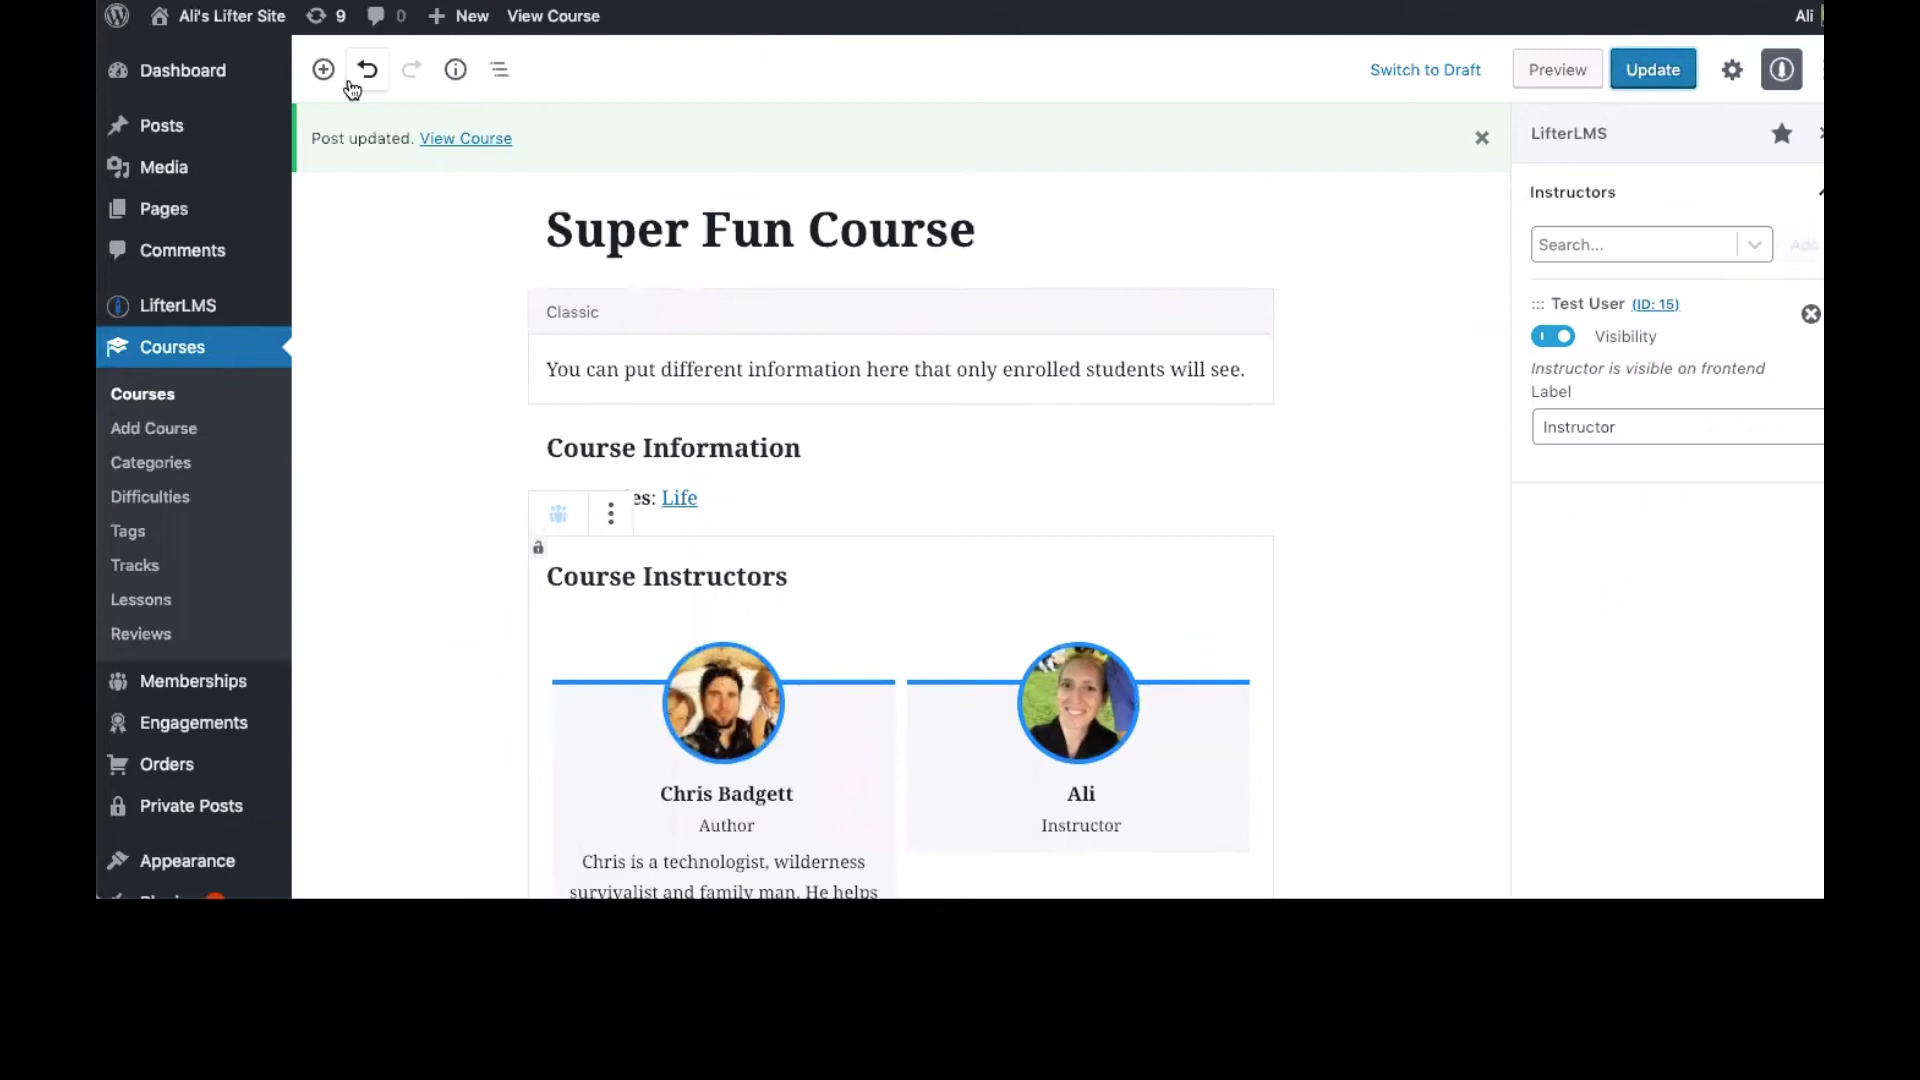 Ali's Lifter Site 9 0 New View Course Ali
Switch to Draft Preview Update
Dashboard
Posts
Media
Pages
Comments
LifterLMS
Courses
Courses
Add Course
Categories
Difficulties
Tags
Tracks
Lessons
Reviews
Memberships
Engagements
Orders
Private Posts
Appearance
Post updated. View Course
Super Fun Course
Classic
You can put different information here that only enrolled students will see.
Course Information
es: Life
Course Instructors
Chris Badgett
Author
Chris is a technologist, wilderness
survivalist and family man. He helps
Ali
Instructor
LifterLMS
Instructors
Search...
Test User (ID: 15)
Visibility
Instructor is visible on frontend
Label
Instructor